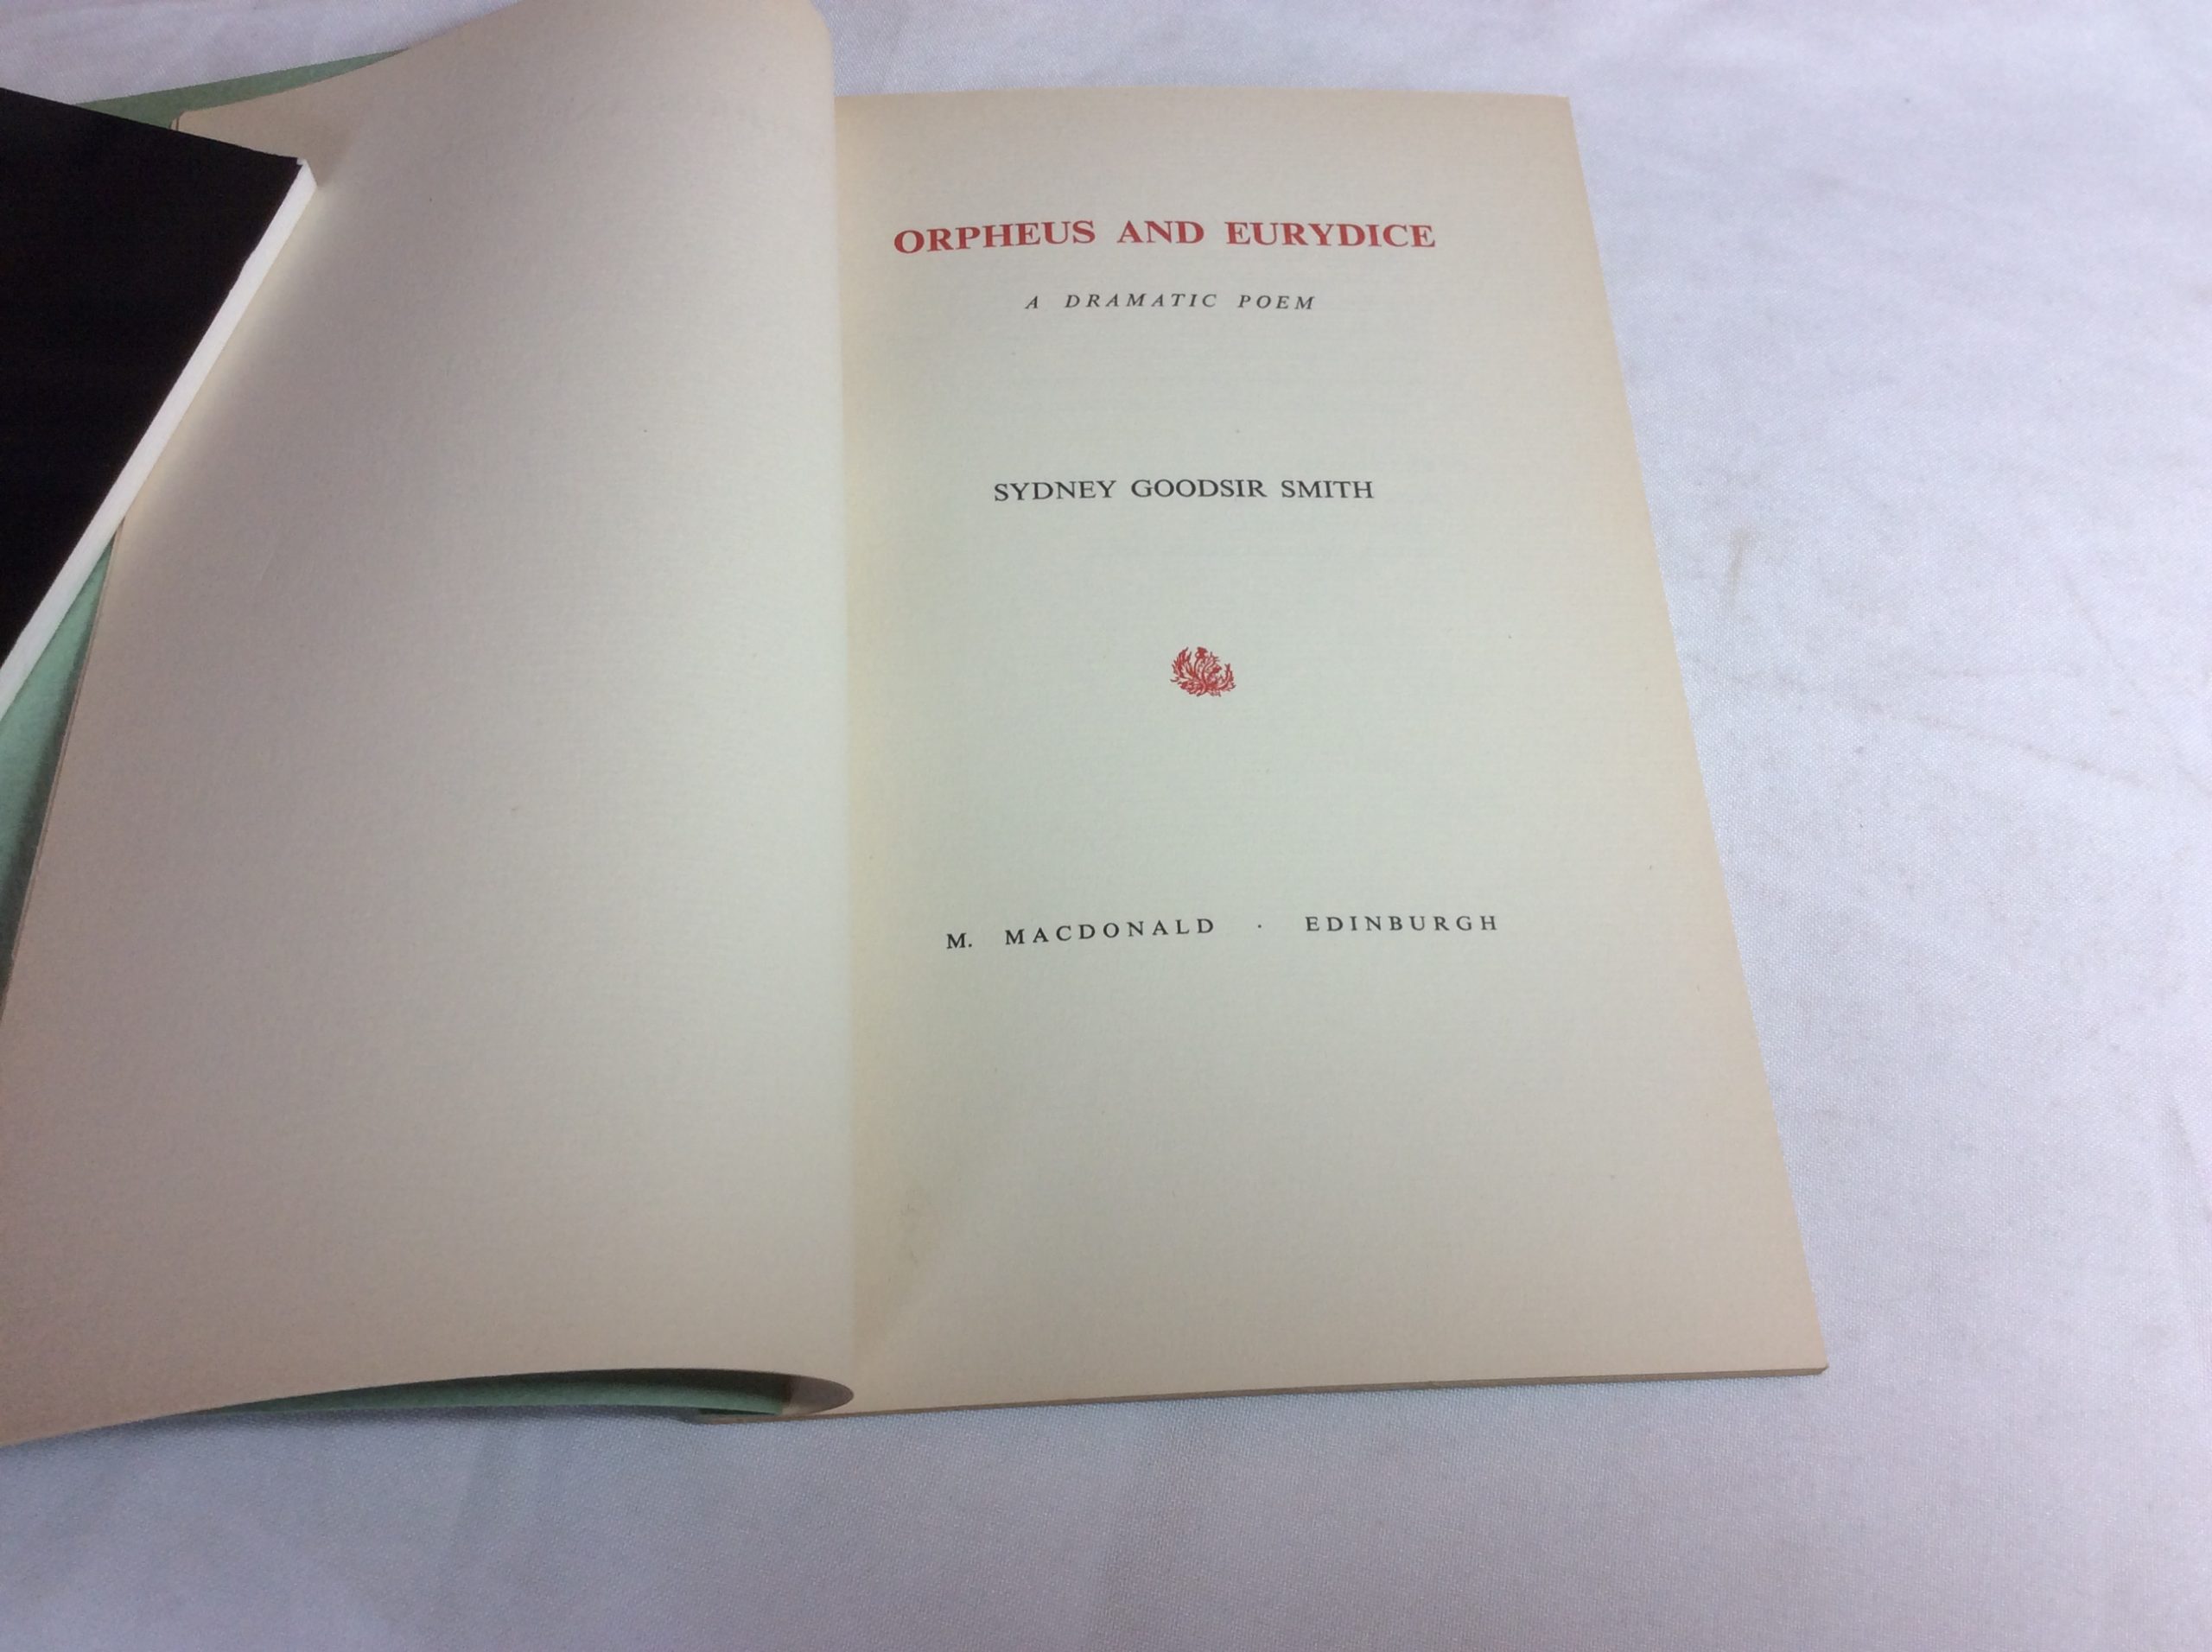 ORPHEUS AND EURYDICE
A DRAMATIC POEM
SYDNEY GOODSIR SMITH
M. MACDONALD · EDINBURGH